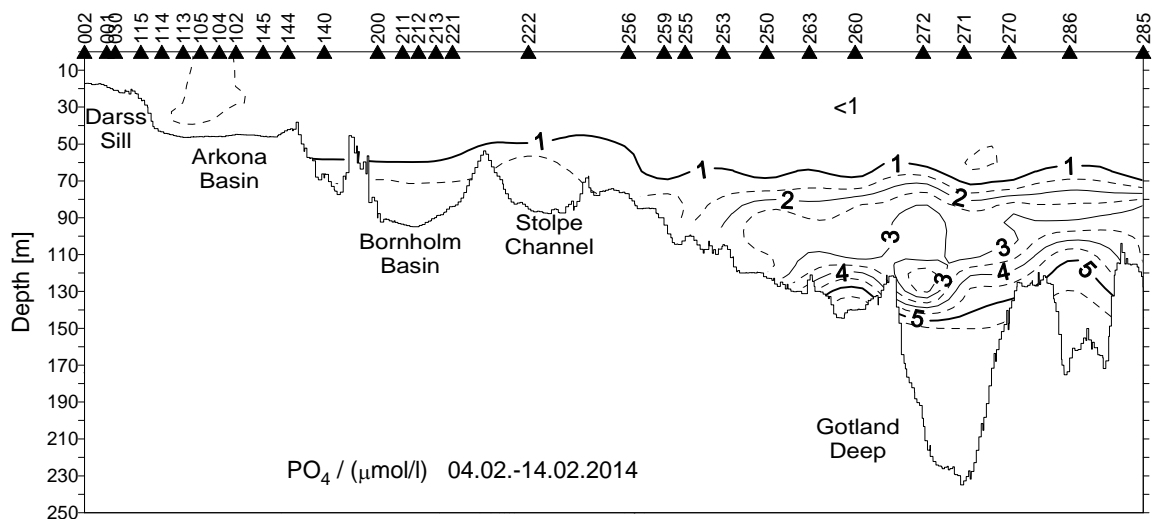 002 001 030 115 114 113 105 104 102 145 144 140 200 211 212 213 221 222 256 259 255 253 250 263 260 272 271 270 286 285
10
30
50
70
90
110
130
150
170
190
210
230
250
Depth [m]
Darss
Sill
Arkona
Basin
Bornholm
Basin
Stolpe
Channel
Gotland
Deep
<1
1
1
1
1
2
2
3
3
3
4
4
5
5
PO4 / (μmol/l) 04.02.-14.02.2014